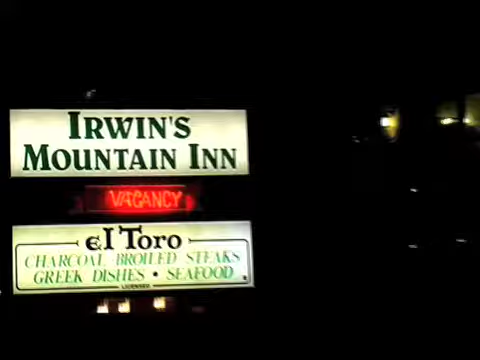 IRWIN'S
MOUNTAIN INN
VACANCY
el Toro
CHARCOAL BROILED STEAKS
GREEK DISHES • SEAFOOD
LICENSED